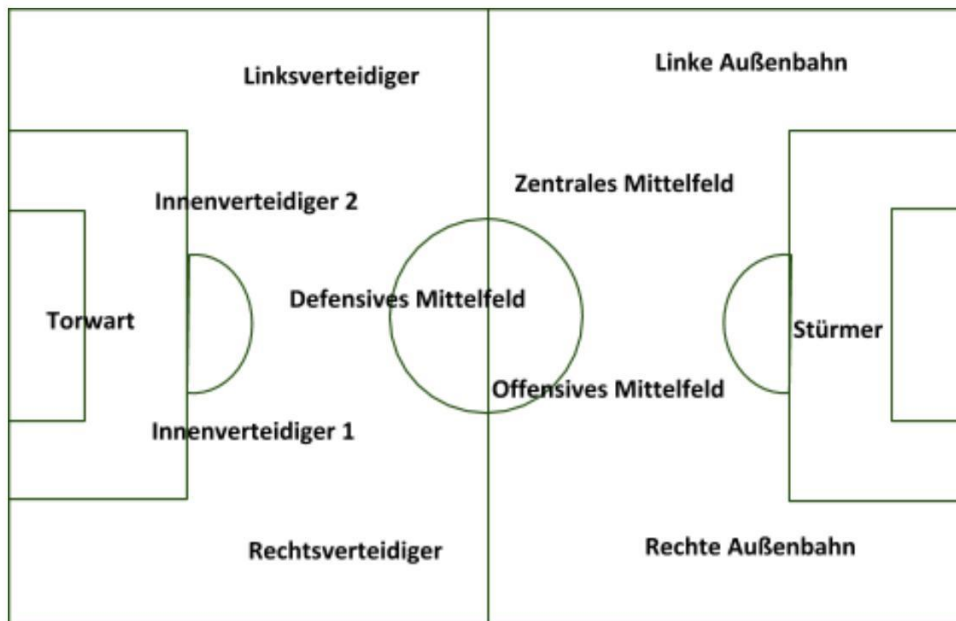 Linke Außenbahn
Linksverteidiger
Zentrales Mittelfeld
Innenverteidiger 2
Defensives Mittelfeld
Torwart
Stürmer
Offensives Mittelfeld
Innenverteidiger 1
Rechte Außenbahn
Rechtsverteidiger